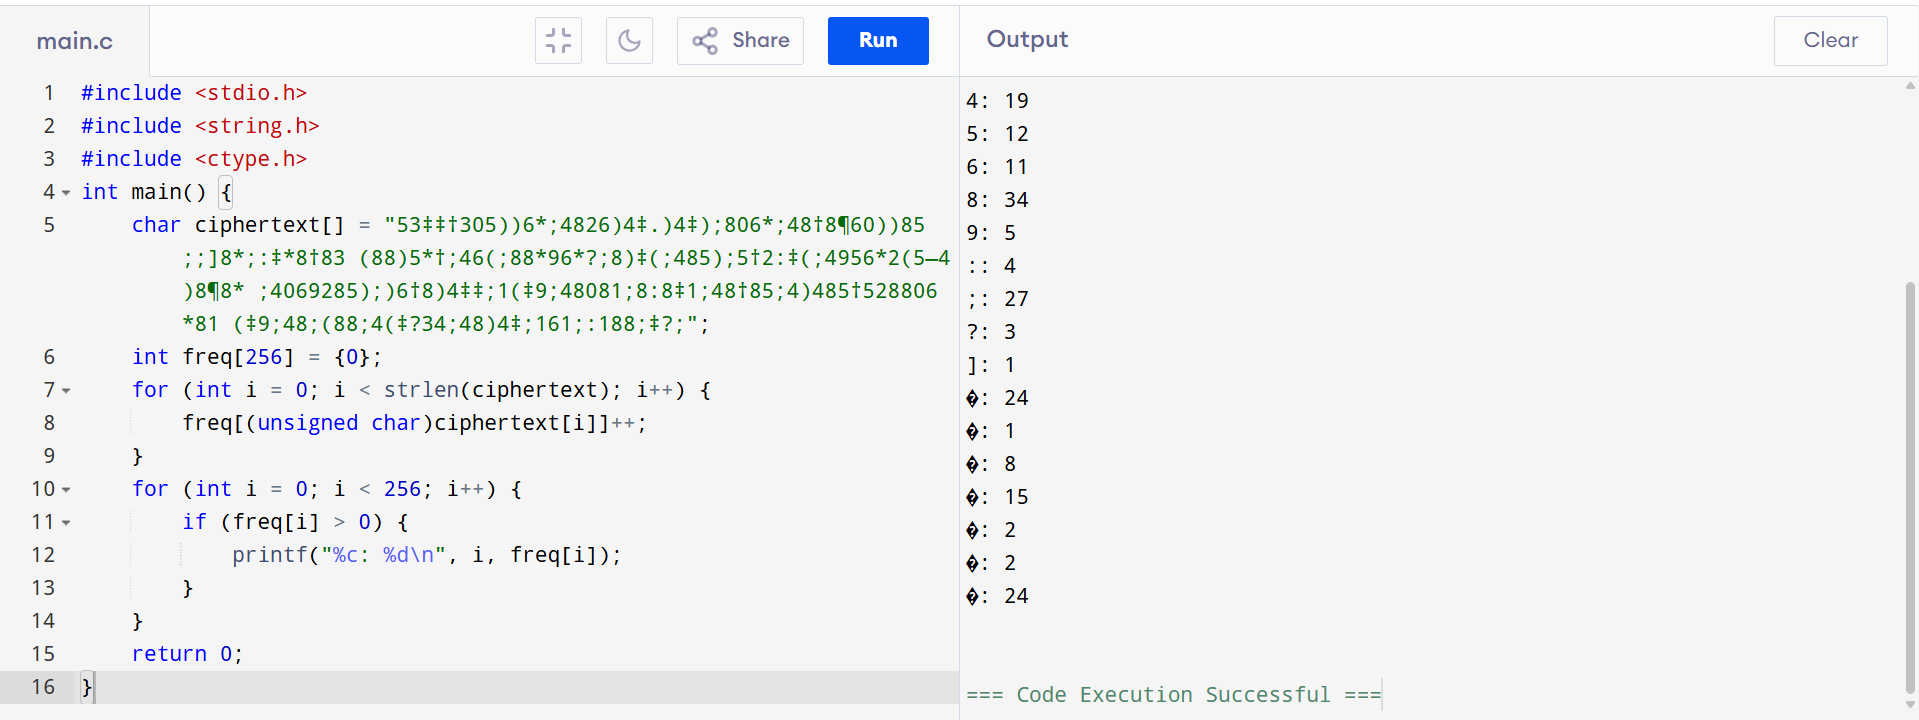 main.c
Share
Run
Output
Clear
1 #include <stdio.h>
2 #include <string.h>
3 #include <ctype.h>
4 int main() {
5 char ciphertext[] = "53‡‡†305))6*;4826)4‡.)4‡);806*;48†8¶60))85
;;]8*;:‡*8†83 (88)5*†;46(;88*96*?;8)‡(;485);5†2:‡(;4956*2(5—4
)8¶8* ;4069285);)6†8)4‡‡;1(‡9;48081;8:8‡1;48†85;4)485†528806
*81 (‡9;48;(88;4(‡?34;48)4‡;161;:188;‡?;";
6 int freq[256] = {0};
7 for (int i = 0; i < strlen(ciphertext); i++) {
8 freq[(unsigned char)ciphertext[i]]++;
9 }
10 for (int i = 0; i < 256; i++) {
11 if (freq[i] > 0) {
12 printf("%c: %d\n", i, freq[i]);
13 }
14 }
15 return 0;
16 }
4: 19
5: 12
6: 11
8: 34
9: 5
:: 4
;: 27
?: 3
]: 1
�: 24
�: 1
�: 8
�: 15
�: 2
�: 2
�: 24
=== Code Execution Successful ===